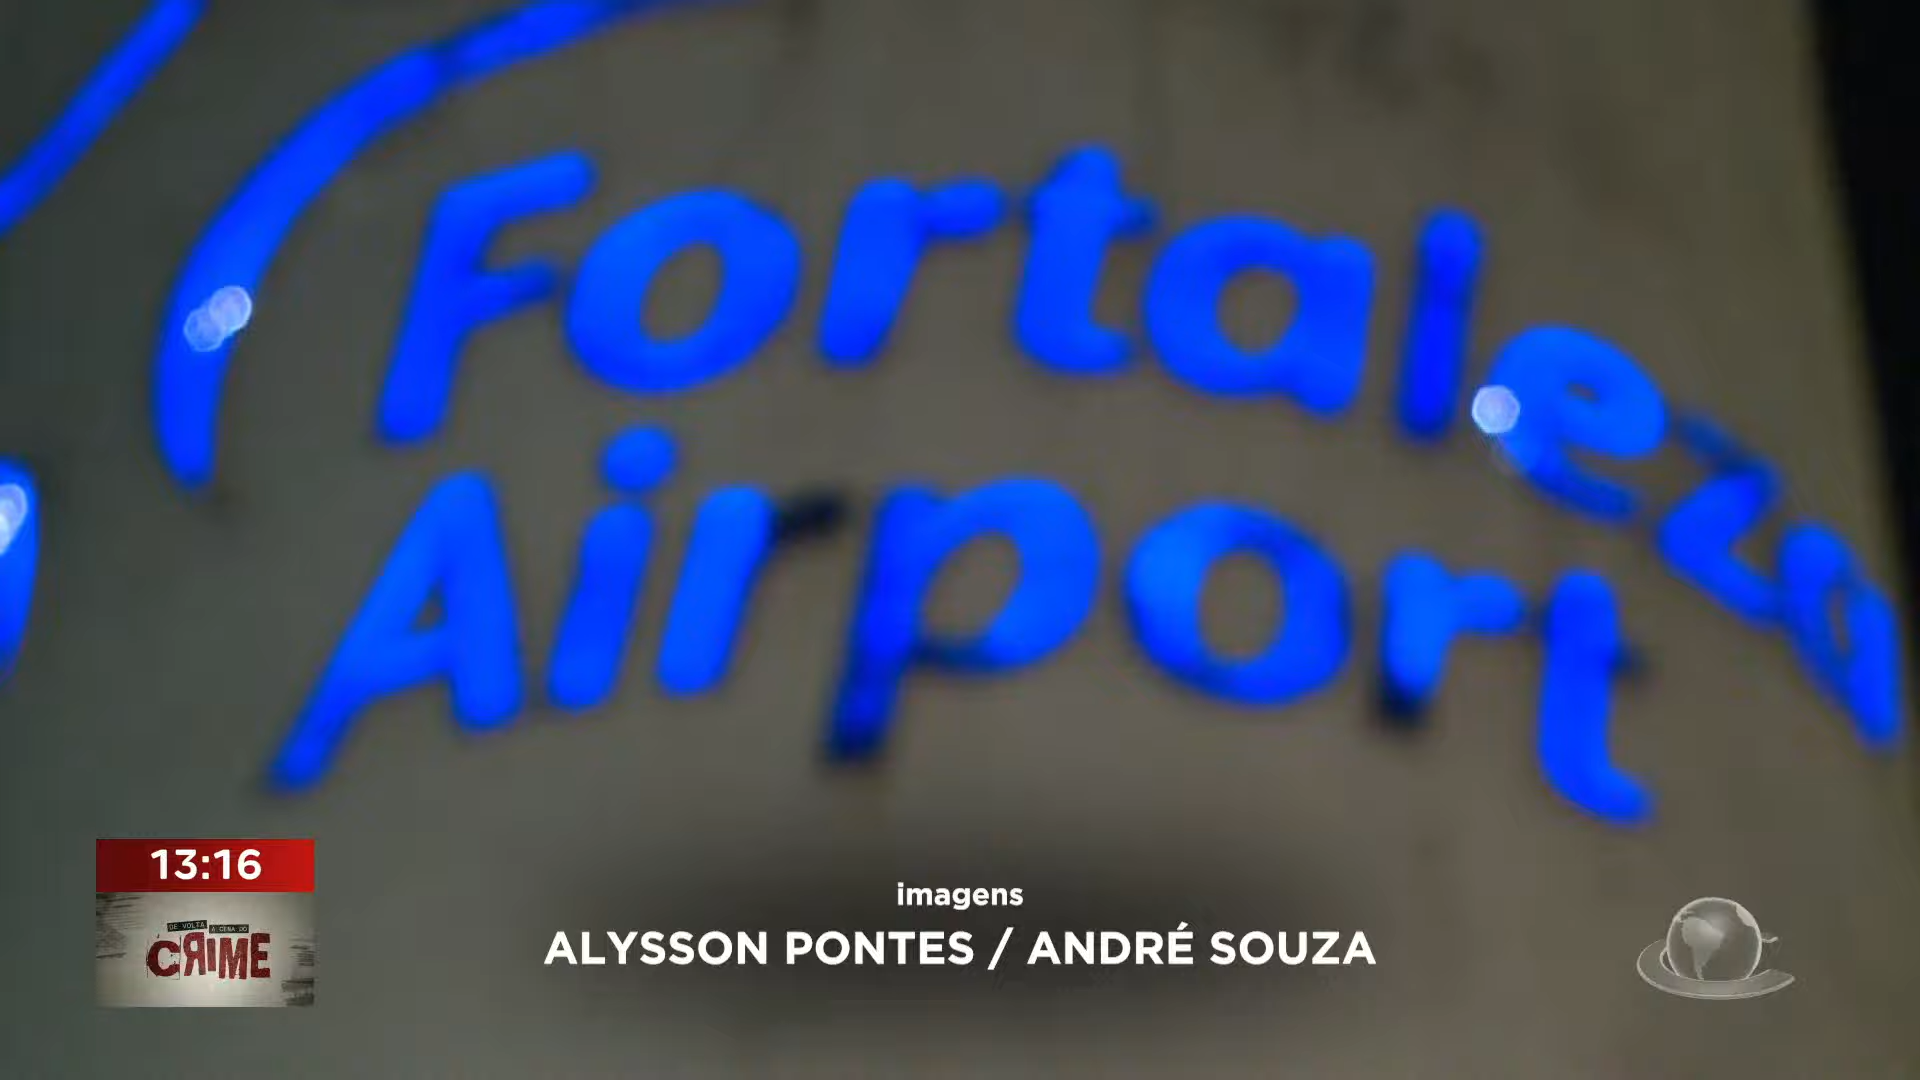 Fortaleza
Airport
13:16
DE VOLTA À CENA DO
CRIME
imagens
ALYSSON PONTES / ANDRÉ SOUZA